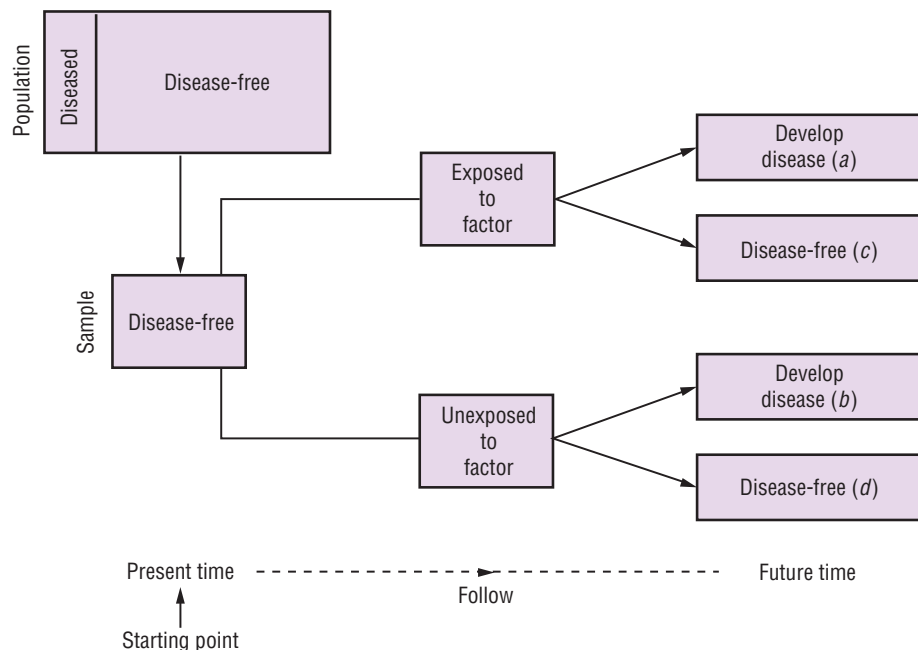 Population
Diseased
Disease-free
Sample
Disease-free
Exposed
to
factor
Develop
disease (a)
Disease-free (c)
Unexposed
to
factor
Develop
disease (b)
Disease-free (d)
Present time
Follow
Future time
Starting point